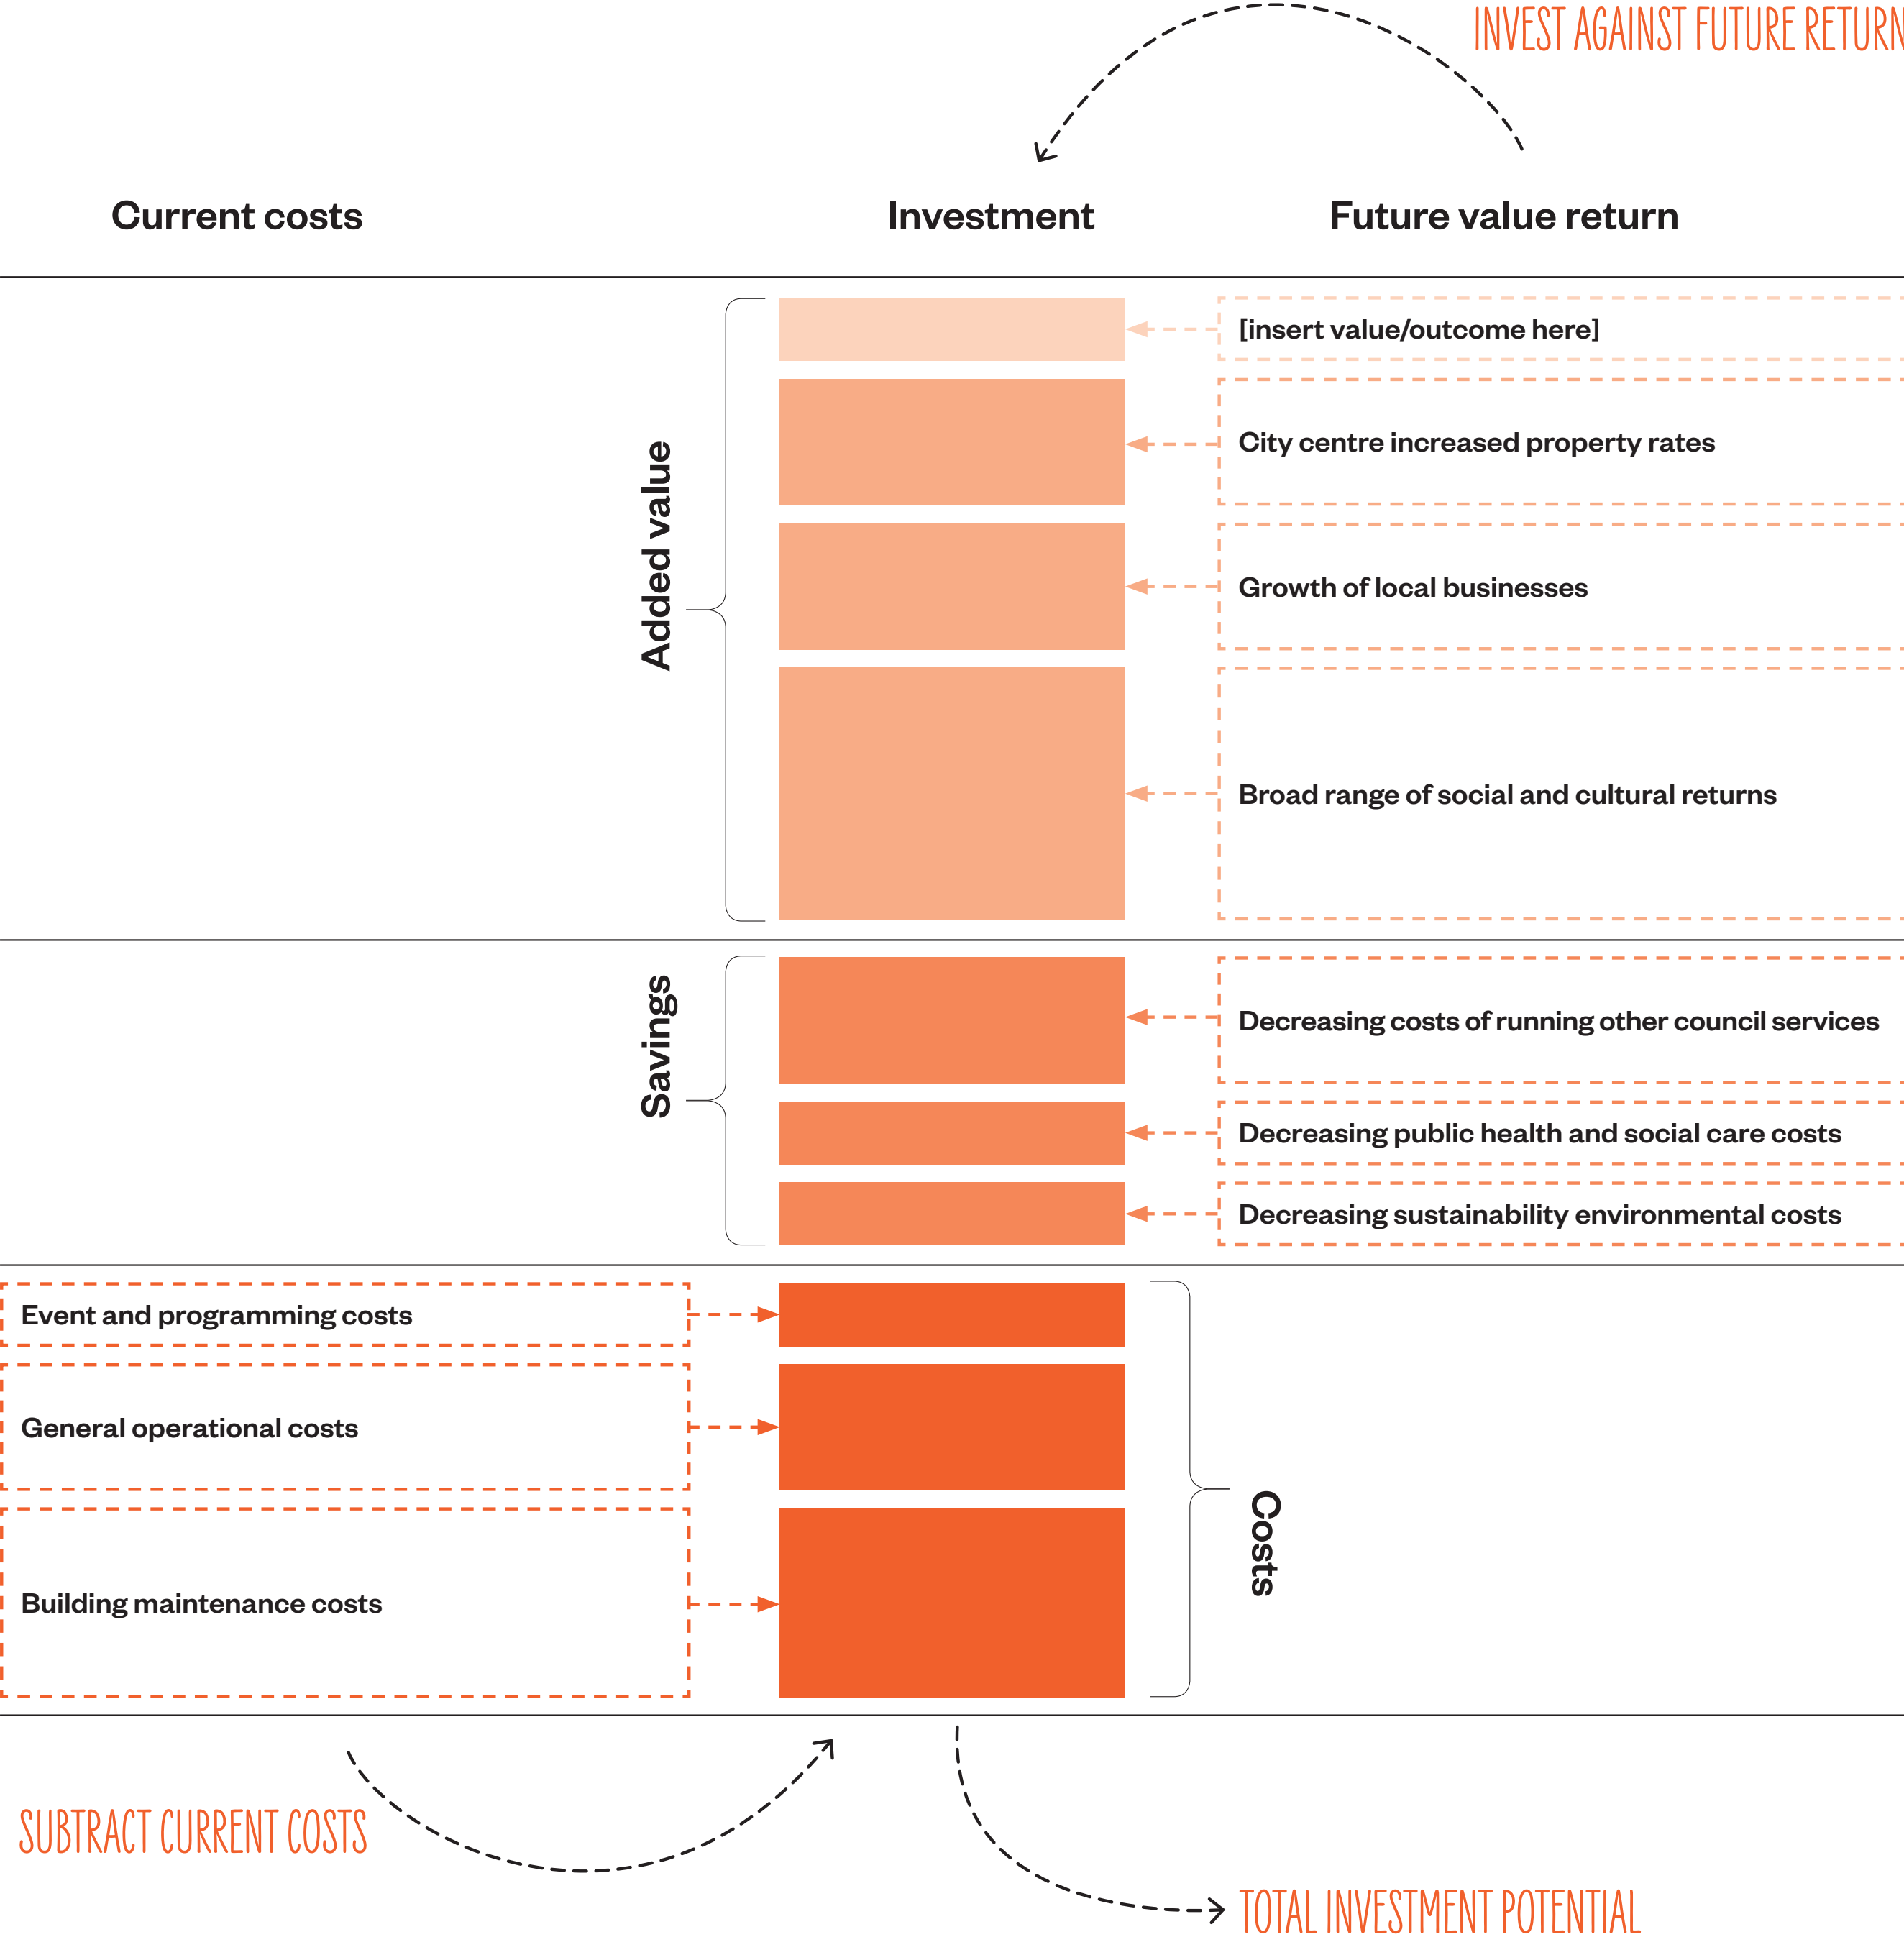 INVEST AGAINST FUTURE RETURN
Current costs
Investment
Future value return
Added value
[insert value/outcome here]
City centre increased property rates
Growth of local businesses
Broad range of social and cultural returns
Savings
Decreasing costs of running other council services
Decreasing public health and social care costs
Decreasing sustainability environmental costs
Event and programming costs
General operational costs
Building maintenance costs
Costs
SUBTRACT CURRENT COSTS
TOTAL INVESTMENT POTENTIAL